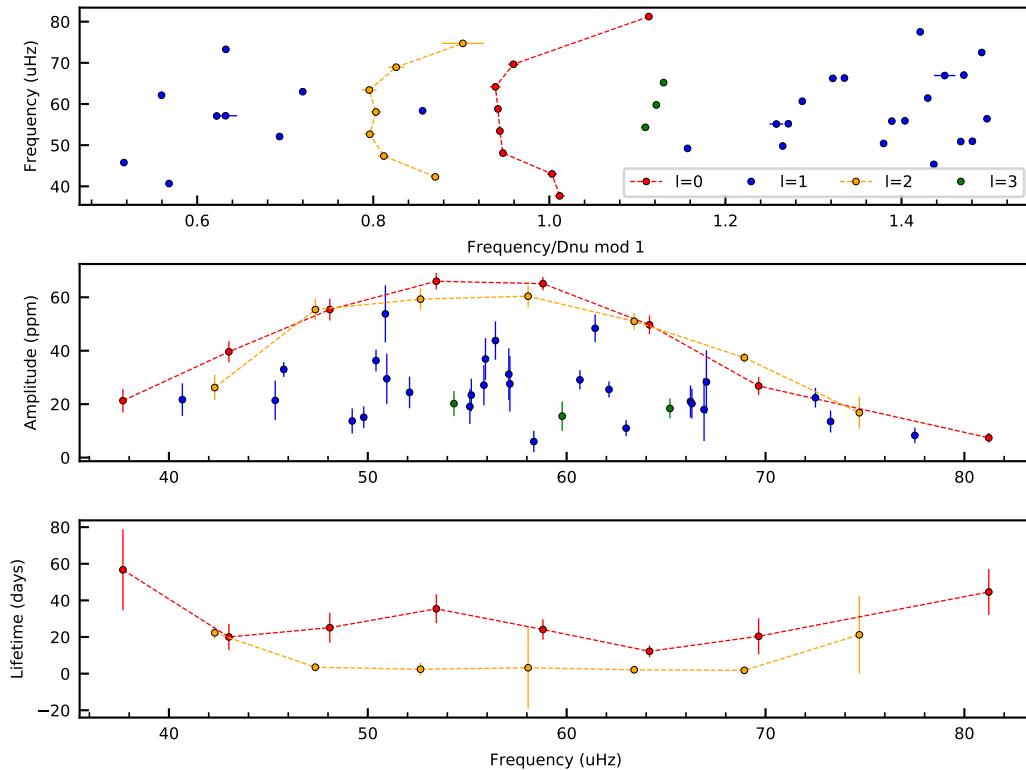 80
70
60
50
40
Frequency (uHz)
l=0 l=1 l=2 l=3
0.6 0.8 1.0 1.2 1.4
Frequency/Dnu mod 1
60
40
20
0
Amplitude (ppm)
40 50 60 70 80
80
60
40
20
0
−20
Lifetime (days)
40 50 60 70 80
Frequency (uHz)